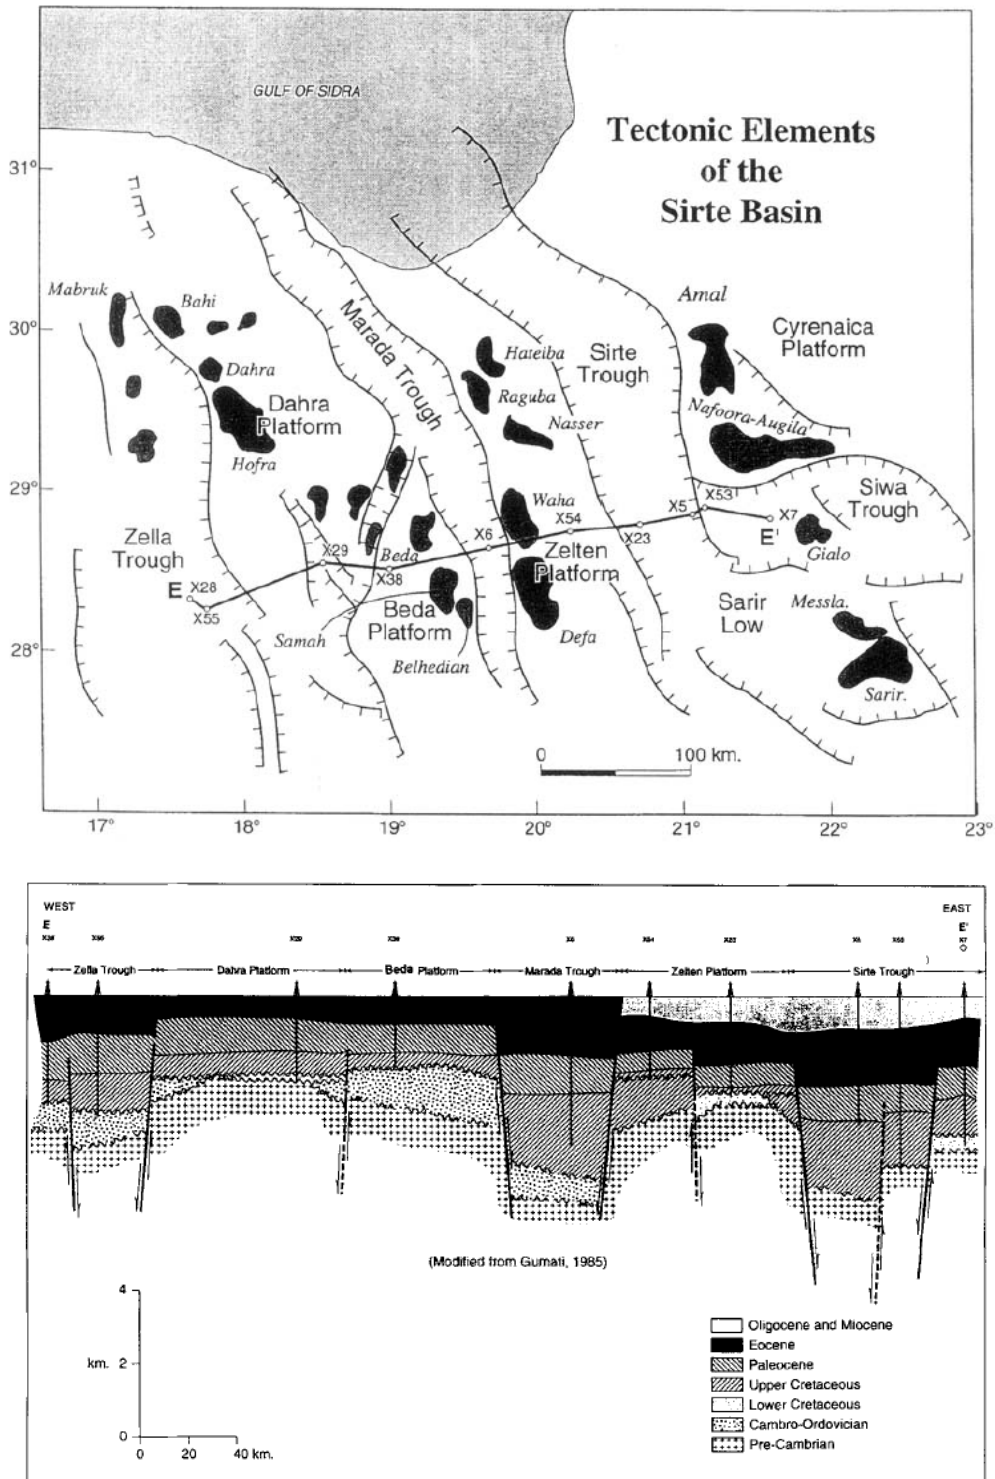 GULF OF SIDRA
Tectonic Elements
of the
Sirte Basin
31°
30°
29°
28°
Mabruk
Bahi
Dahra
Dahra
Platform
Hofra
Marada Trough
Hateiba
Raguba
Nasser
Sirte
Trough
Amal
Cyrenaica
Platform
Nafoora-Augila
Siwa
Trough
Waha
X54
X53
X5
X7
E'
Gialo
X6
X23
Zella
Trough
X29
Beda
X38
Zelten
Platform
E
X28
X55
Samah
Beda
Platform
Belhedian
Defa
Sarir
Low
Messla.
Sarir.
0 100 km.
17° 18° 19° 20° 21° 22° 23°
WEST
E
EAST
E'
X7
Zella Trough Dahra Platform Beda Platform Marada Trough Zelten Platform Sirte Trough
(Modified from Gumati, 1985)
4
km. 2
0
0 20 40 km.
Oligocene and Miocene
Eocene
Paleocene
Upper Cretaceous
Lower Cretaceous
Cambro-Ordovician
Pre-Cambrian